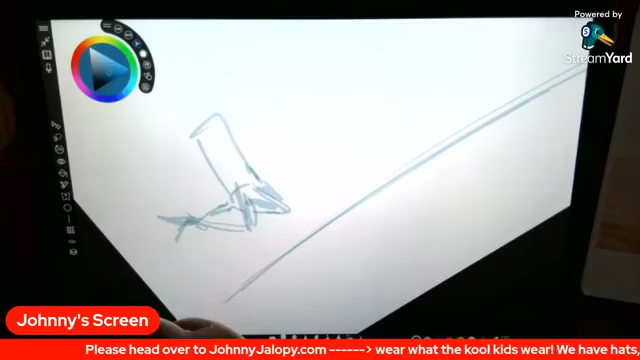 Powered by
StreamYard
Johnny's Screen
Please head over to JohnnyJalopy.com ------> wear what the kool kids wear! We have hats,